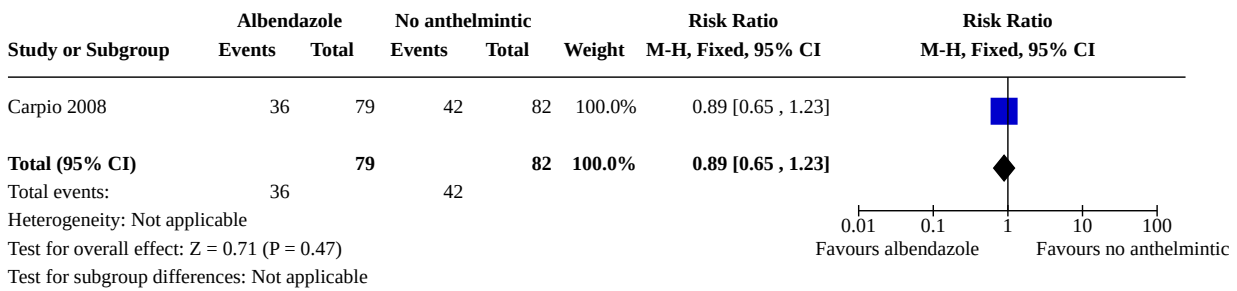 Albendazole No anthelmintic Risk Ratio Risk Ratio
Study or Subgroup Events Total Events Total Weight M-H, Fixed, 95% CI M-H, Fixed, 95% CI
Carpio 2008 36 79 42 82 100.0% 0.89 [0.65 , 1.23]
Total (95% CI) 79 82 100.0% 0.89 [0.65 , 1.23]
Total events: 36 42
Heterogeneity: Not applicable
0.01 0.1 1 10 100
Test for overall effect: Z = 0.71 (P = 0.47) Favours albendazole Favours no anthelmintic
Test for subgroup differences: Not applicable